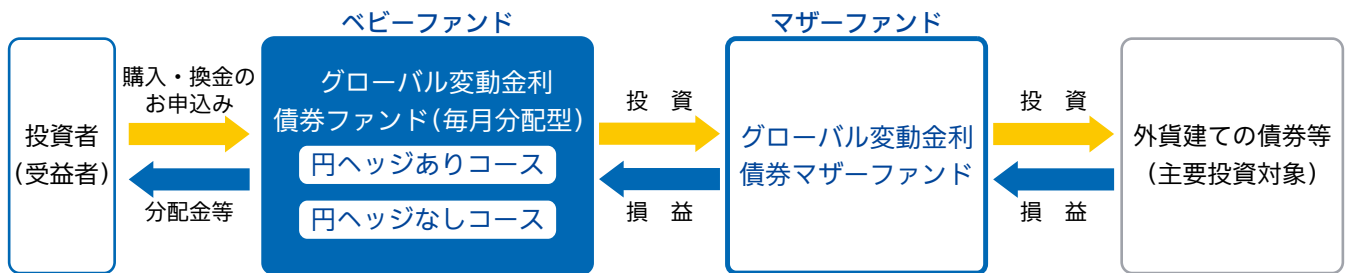 ベビーファンド
マザーファンド
投資者
(受益者)
購入・換金の
お申込み
分配金等
グローバル変動金利
債券ファンド(毎月分配型)
円ヘッジありコース
円ヘッジなしコース
投 資
損 益
グローバル変動金利
債券マザーファンド
投 資
損 益
外貨建ての債券等
(主要投資対象)